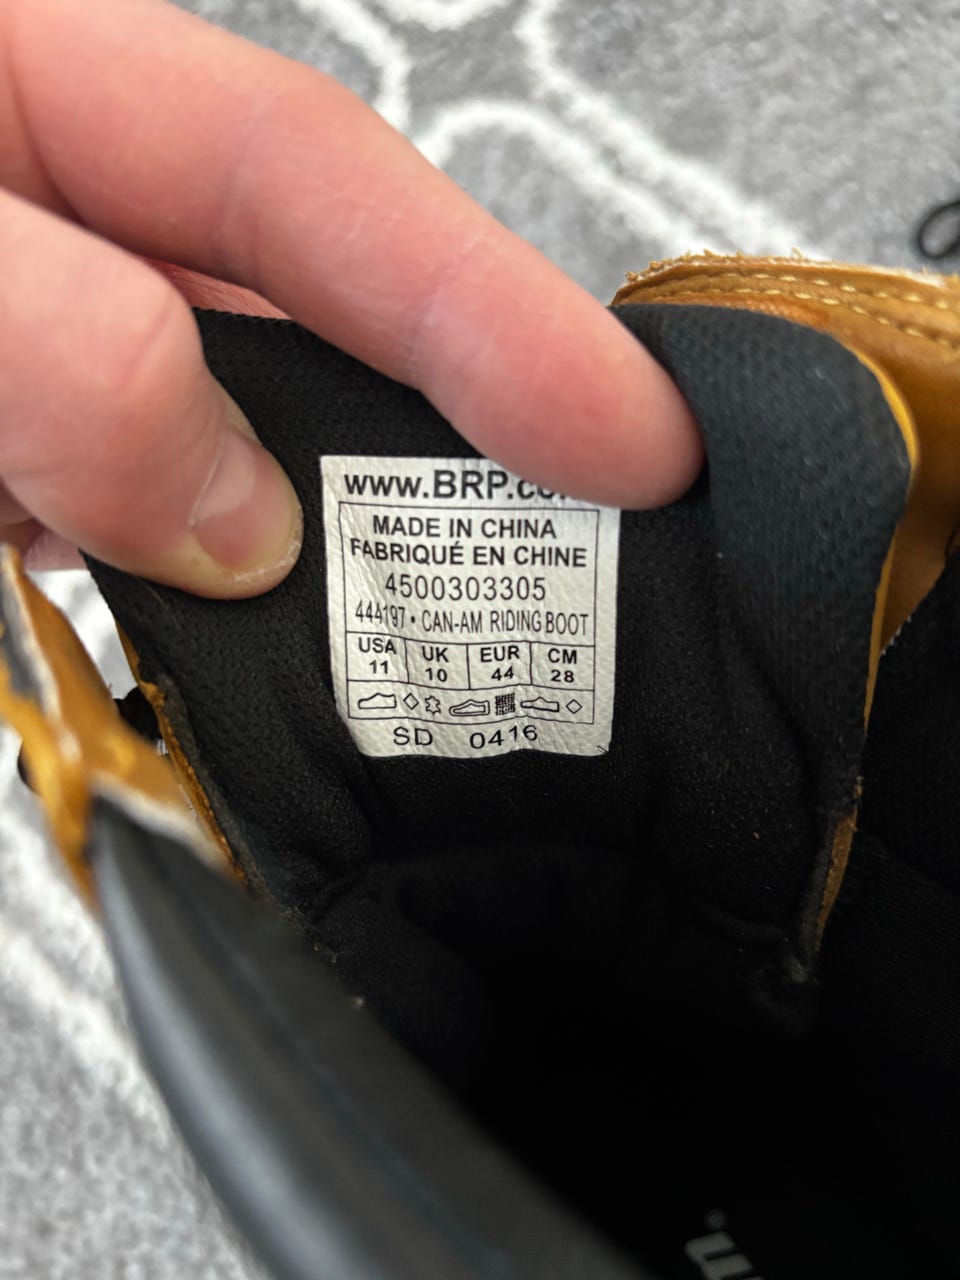 www.BRP.
MADE IN CHINA
FABRIQUÉ EN CHINE
4500303305
444197 • CAN-AM RIDING BOOT
USA UK EUR CM
11 10 44 28
SD 0416